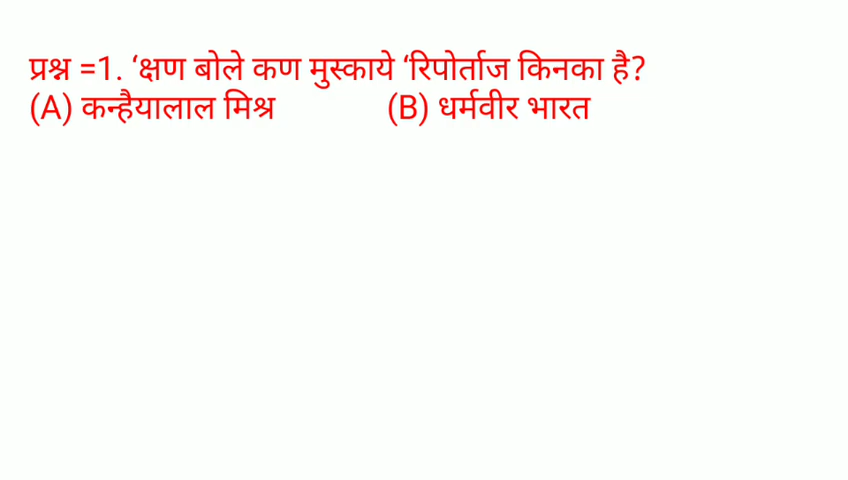 प्रश्न =1. ‘क्षण बोले कण मुस्काये ‘रिपोर्ताज किनका है?
(A) कन्हैयालाल मिश्र (B) धर्मवीर भारत